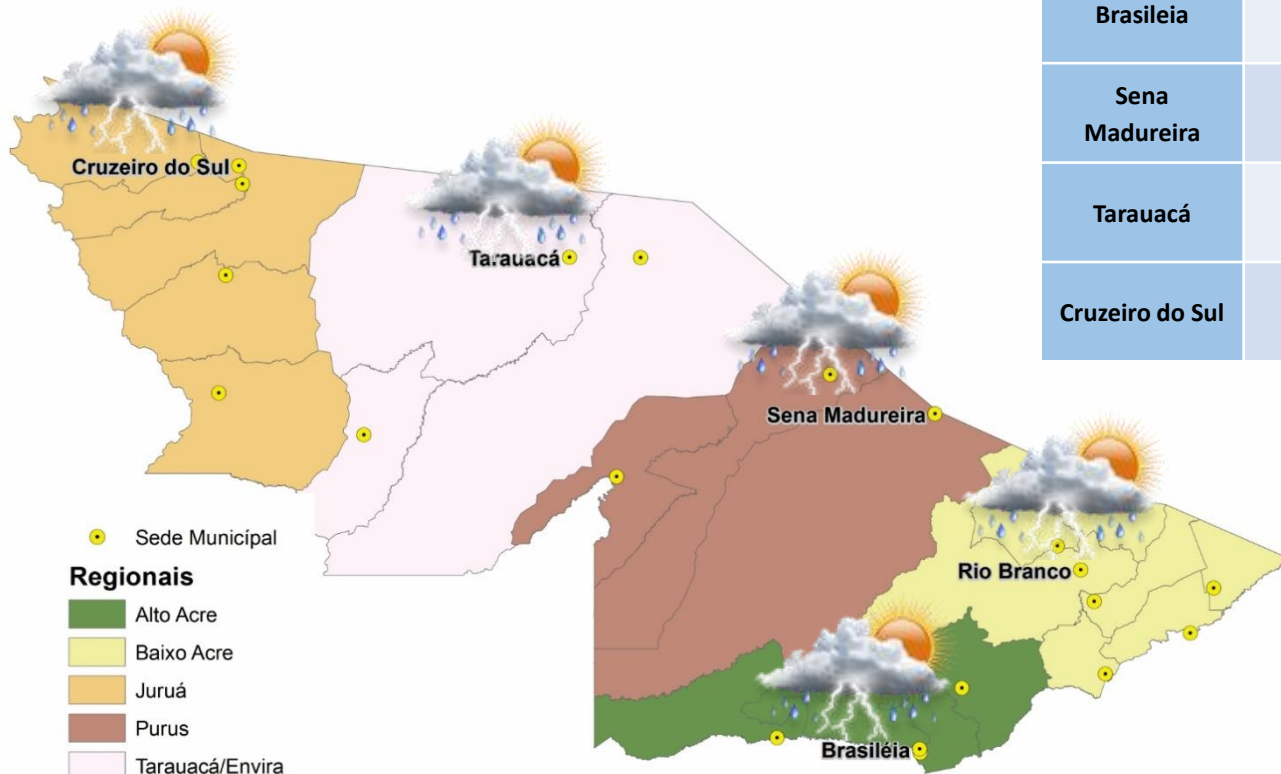 Brasileia
Sena
Madureira
Tarauacá
Cruzeiro do Sul
Cruzeiro do Sul
Tarauacá
Sena Madureira
Rio Branco
Brasiléia
Sede Municípal
Regionais
Alto Acre
Baixo Acre
Juruá
Purus
Tarauacá/Envira